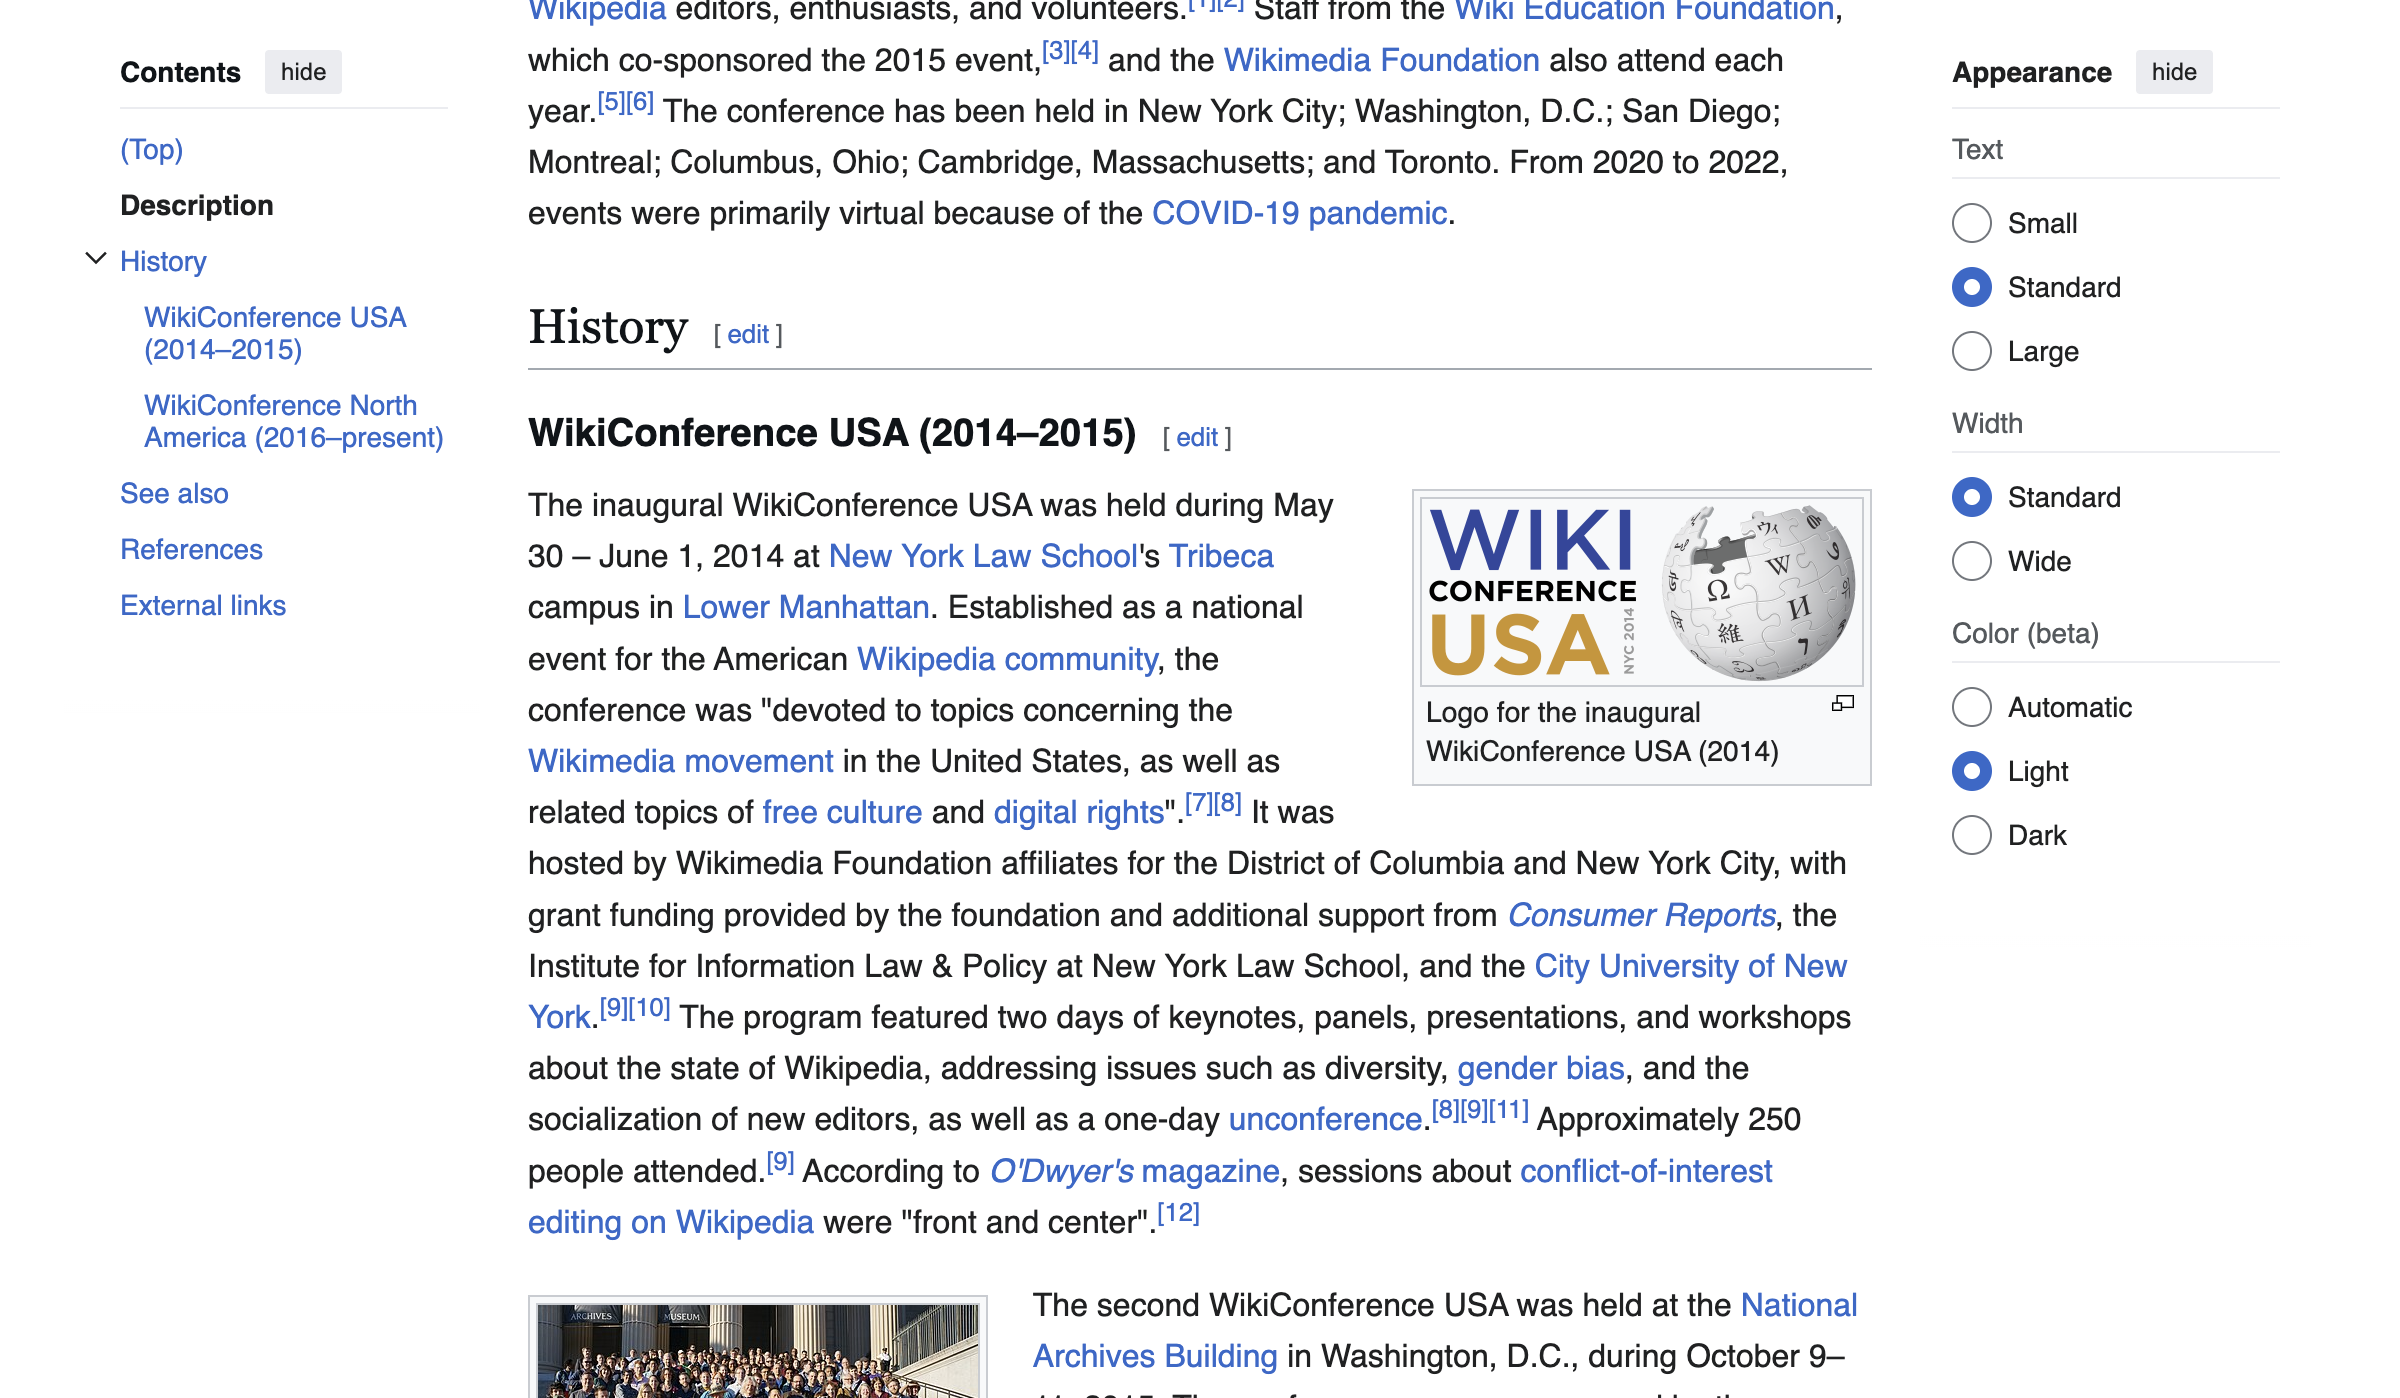 Contents hide
(Top)
Description
History
WikiConference USA
(2014–2015)
WikiConference North
America (2016–present)
See also
References
External links
Wikipedia editors, enthusiasts, and volunteers.[1][2] Staff from the Wiki Education Foundation,
which co-sponsored the 2015 event,[3][4] and the Wikimedia Foundation also attend each
year.[5][6] The conference has been held in New York City; Washington, D.C.; San Diego;
Montreal; Columbus, Ohio; Cambridge, Massachusetts; and Toronto. From 2020 to 2022,
events were primarily virtual because of the COVID-19 pandemic.
History [ edit ]
WikiConference USA (2014–2015) [ edit ]
The inaugural WikiConference USA was held during May
30 – June 1, 2014 at New York Law School's Tribeca
campus in Lower Manhattan. Established as a national
event for the American Wikipedia community, the
conference was "devoted to topics concerning the
Wikimedia movement in the United States, as well as
related topics of free culture and digital rights".[7][8] It was
hosted by Wikimedia Foundation affiliates for the District of Columbia and New York City, with
grant funding provided by the foundation and additional support from Consumer Reports, the
Institute for Information Law & Policy at New York Law School, and the City University of New
York.[9][10] The program featured two days of keynotes, panels, presentations, and workshops
about the state of Wikipedia, addressing issues such as diversity, gender bias, and the
socialization of new editors, as well as a one-day unconference.[8][9][11] Approximately 250
people attended.[9] According to O'Dwyer's magazine, sessions about conflict-of-interest
editing on Wikipedia were "front and center".[12]
WIKI
CONFERENCE
USA
NYC 2014
Ω
W
И
維
Logo for the inaugural
WikiConference USA (2014)
ARCHIVES MUSEUM
The second WikiConference USA was held at the National
Archives Building in Washington, D.C., during October 9–
Appearance hide
Text
Small
Standard
Large
Width
Standard
Wide
Color (beta)
Automatic
Light
Dark